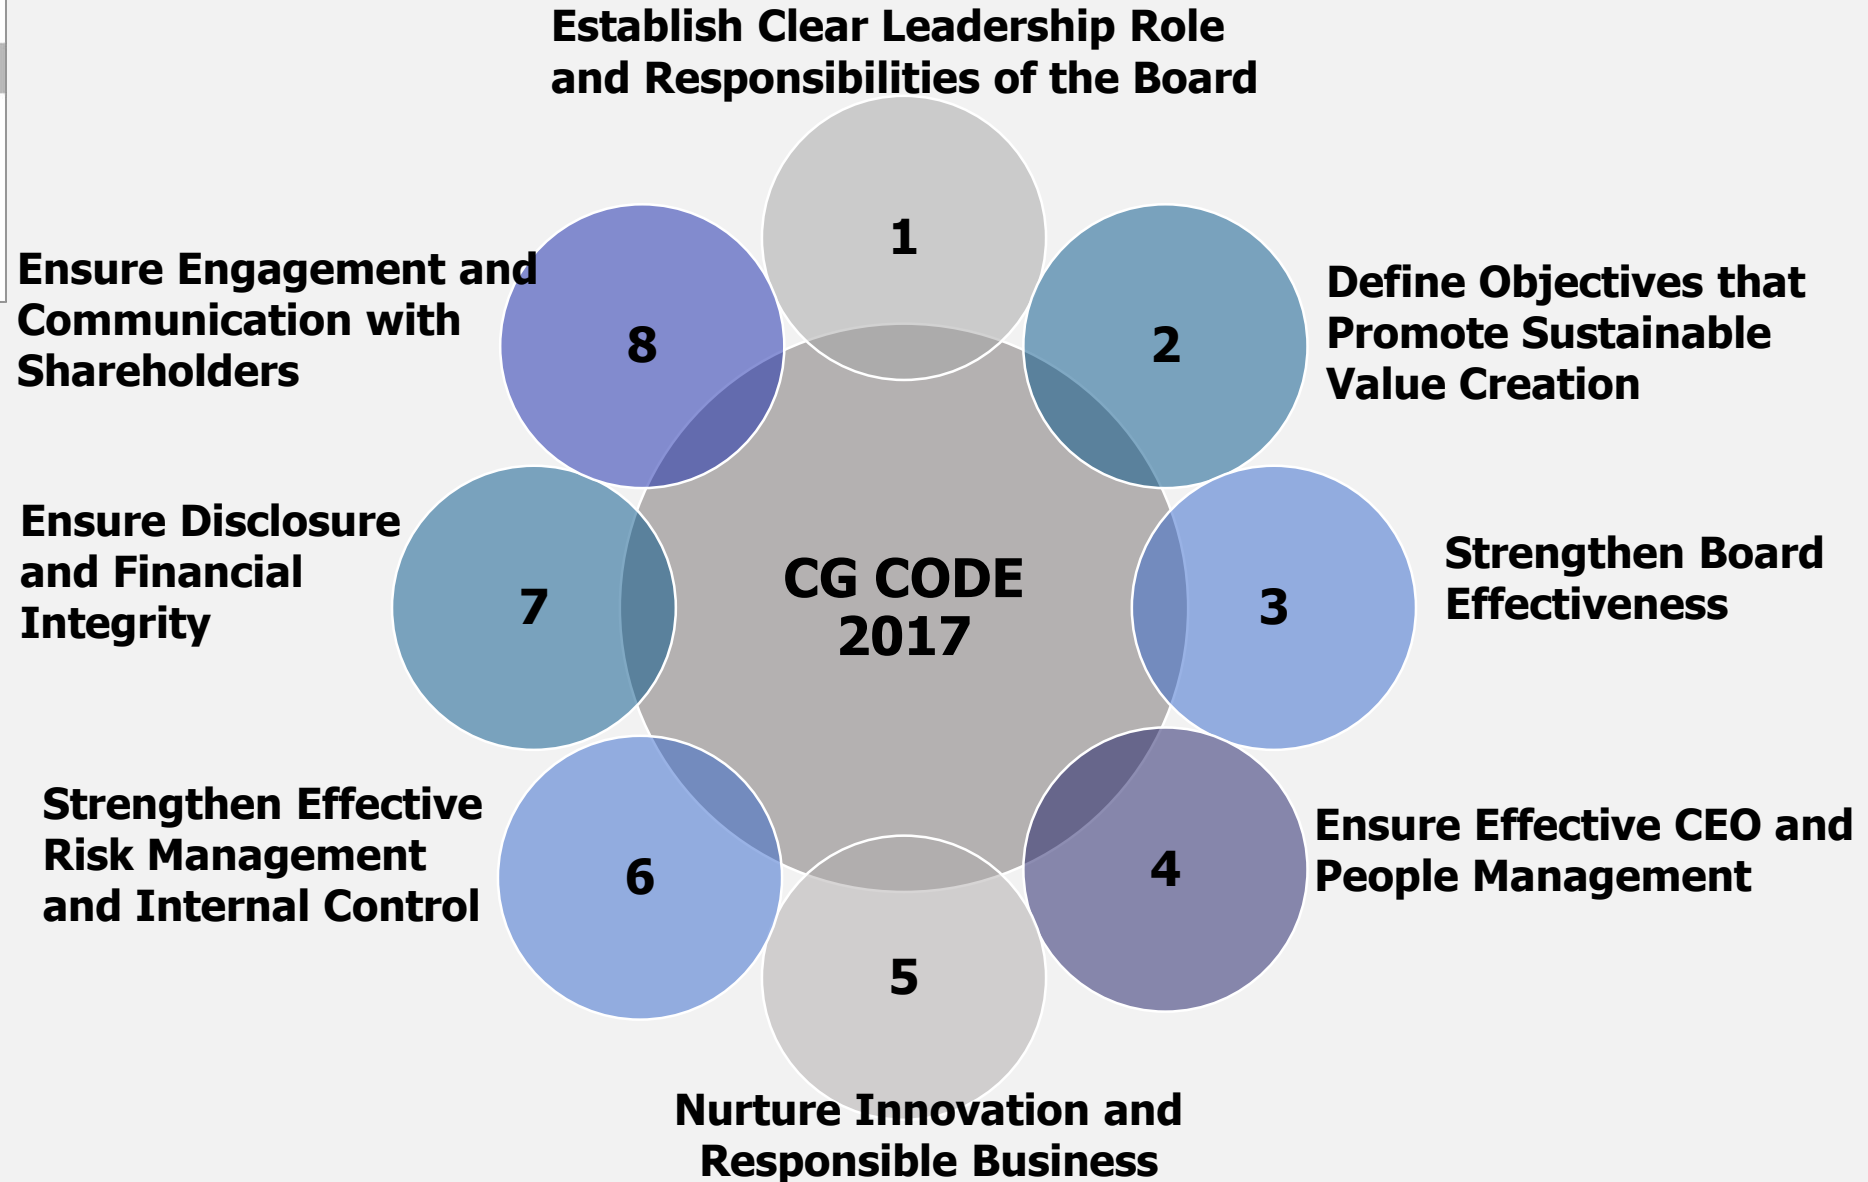 Establish Clear Leadership Role
and Responsibilities of the Board
1
2
Define Objectives that
Promote Sustainable
Value Creation
3
Strengthen Board
Effectiveness
4
Ensure Effective CEO and
People Management
5
Nurture Innovation and
Responsible Business
6
Strengthen Effective
Risk Management
and Internal Control
7
Ensure Disclosure
and Financial
Integrity
8
Ensure Engagement and
Communication with
Shareholders
CG CODE
2017